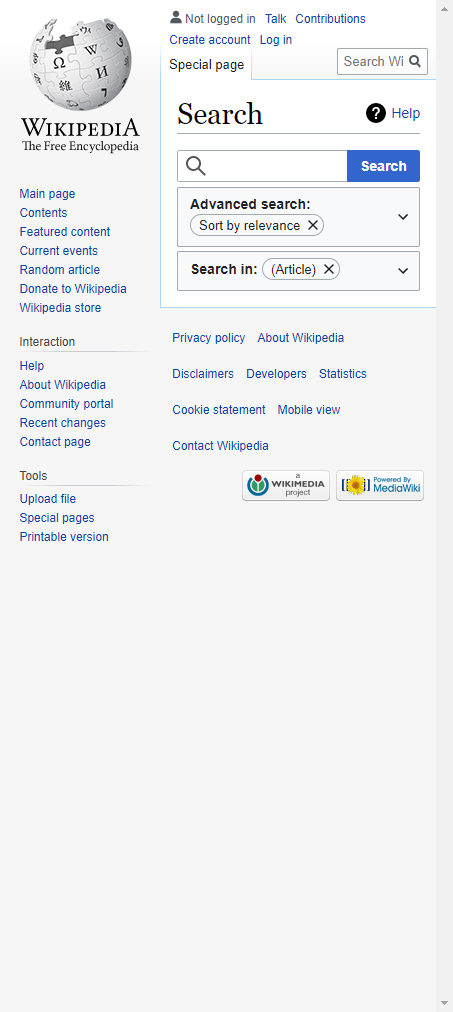 Not logged in Talk Contributions
Create account Log in
Special page
Search Wi
WIKIPEDIA
The Free Encyclopedia
Search
Help
Search
Advanced search:
Sort by relevance
Search in: (Article)
Main page
Contents
Featured content
Current events
Random article
Donate to Wikipedia
Wikipedia store
Interaction
Help
About Wikipedia
Community portal
Recent changes
Contact page
Tools
Upload file
Special pages
Printable version
Privacy policy About Wikipedia
Disclaimers Developers Statistics
Cookie statement Mobile view
Contact Wikipedia
a
WIKIMEDIA
project
Powered By
MediaWiki